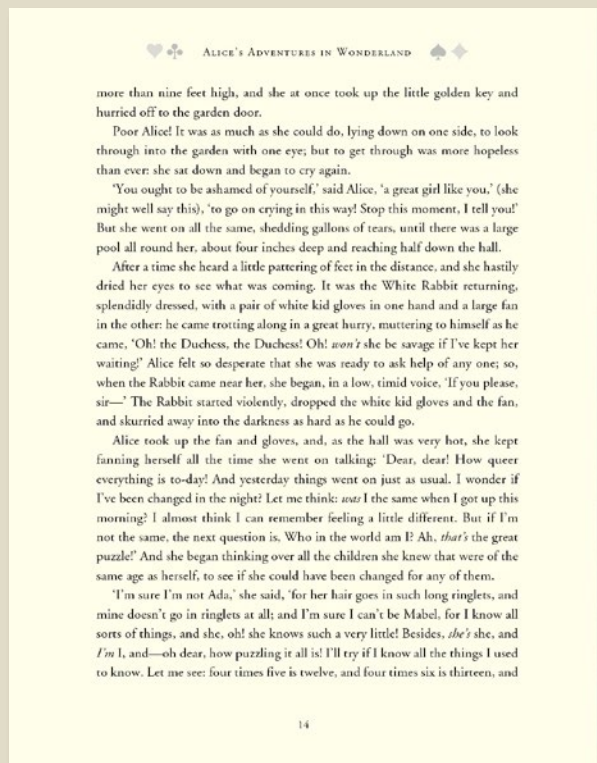 ALICE'S ADVENTURES IN WONDERLAND
more than nine feet high, and she at once took up the little golden key and
hurried off to the garden door.
Poor Alice! It was as much as she could do, lying down on one side, to look
through into the garden with one eye; but to get through was more hopeless
than ever: she sat down and began to cry again.
'You ought to be ashamed of yourself,' said Alice, 'a great girl like you,' (she
might well say this), 'to go on crying in this way! Stop this moment, I tell you!'
But she went on all the same, shedding gallons of tears, until there was a large
pool all round her, about four inches deep and reaching half down the hall.
After a time she heard a little pattering of feet in the distance, and she hastily
dried her eyes to see what was coming. It was the White Rabbit returning,
splendidly dressed, with a pair of white kid gloves in one hand and a large fan
in the other: he came trotting along in a great hurry, muttering to himself as he
came, 'Oh! the Duchess, the Duchess! Oh! won't she be savage if I've kept her
waiting!' Alice felt so desperate that she was ready to ask help of any one; so,
when the Rabbit came near her, she began, in a low, timid voice, 'If you please,
sir—' The Rabbit started violently, dropped the white kid gloves and the fan,
and skurried away into the darkness as hard as he could go.
Alice took up the fan and gloves, and, as the hall was very hot, she kept
fanning herself all the time she went on talking: 'Dear, dear! How queer
everything is to-day! And yesterday things went on just as usual. I wonder if
I've been changed in the night? Let me think: was I the same when I got up this
morning? I almost think I can remember feeling a little different. But if I'm
not the same, the next question is, Who in the world am I? Ah, that's the great
puzzle!' And she began thinking over all the children she knew that were of the
same age as herself, to see if she could have been changed for any of them.
'I'm sure I'm not Ada,' she said, 'for her hair goes in such long ringlets, and
mine doesn't go in ringlets at all; and I'm sure I can't be Mabel, for I know all
sorts of things, and she, oh! she knows such a very little! Besides, she's she, and
I'm I, and—oh dear, how puzzling it all is! I'll try if I know all the things I used
to know. Let me see: four times five is twelve, and four times six is thirteen, and
14